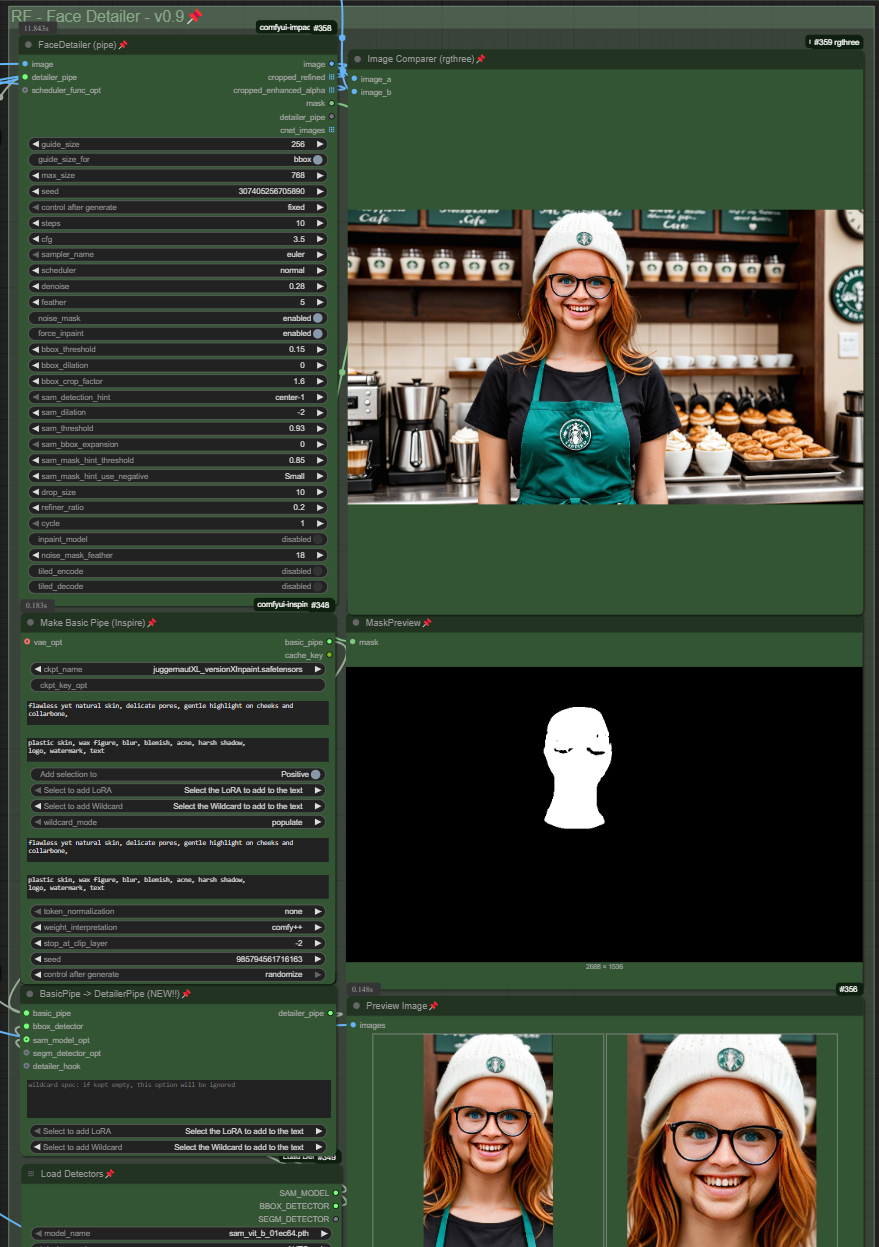 RF - Face Detailer - v0.9
11.843s
comfyui-impac #358
FaceDetailer (pipe)
image image
detailer_pipe cropped_refined
scheduler_func_opt cropped_enhanced_alpha
mask
detailer_pipe
cnet_images
guide_size 256
guide_size_for bbox
max_size 768
seed 307405256705890
control after generate fixed
steps 10
cfg 3.5
sampler_name euler
scheduler normal
denoise 0.28
feather 5
noise_mask enabled
force_inpaint enabled
bbox_threshold 0.15
bbox_dilation 0
bbox_crop_factor 1.6
sam_detection_hint center-1
sam_dilation -2
sam_threshold 0.93
sam_bbox_expansion 0
sam_mask_hint_threshold 0.85
sam_mask_hint_use_negative Small
drop_size 10
refiner_ratio 0.2
cycle 1
inpaint_model disabled
noise_mask_feather 18
tiled_encode disabled
tiled_decode disabled
#359 rgthree
Image Comparer (rgthree)
image_a
image_b
Cafe
0.183s
comfyui-inspir #348
Make Basic Pipe (Inspire)
vae_opt basic_pipe
cache_key
ckpt_name juggernautXL_versionXInpaint.safetensors
ckpt_key_opt
flawless yet natural skin, delicate pores, gentle highlight on cheeks and
collarbone,
plastic skin, wax figure, blur, blemish, acne, harsh shadow,
logo, watermark, text
Add selection to Positive
Select to add LoRA Select the LoRA to add to the text
Select to add Wildcard Select the Wildcard to add to the text
wildcard_mode populate
flawless yet natural skin, delicate pores, gentle highlight on cheeks and
collarbone,
plastic skin, wax figure, blur, blemish, acne, harsh shadow,
logo, watermark, text
token_normalization none
weight_interpretation comfy++
stop_at_clip_layer -2
seed 985794561716163
control after generate randomize
MaskPreview
mask
2688 × 1536
BasicPipe -> DetailerPipe (NEW!!)
basic_pipe detailer_pipe
bbox_detector
sam_model_opt
segm_detector_opt
detailer_hook
wildcard spec: if kept empty, this option will be ignored
Select to add LoRA Select the LoRA to add to the text
Select to add Wildcard Select the Wildcard to add to the text
0.148s
#356
Preview Image
images
#349
Load Detectors
SAM_MODEL
BBOX_DETECTOR
SEGM_DETECTOR
model_name sam_vit_b_01ec64.pth